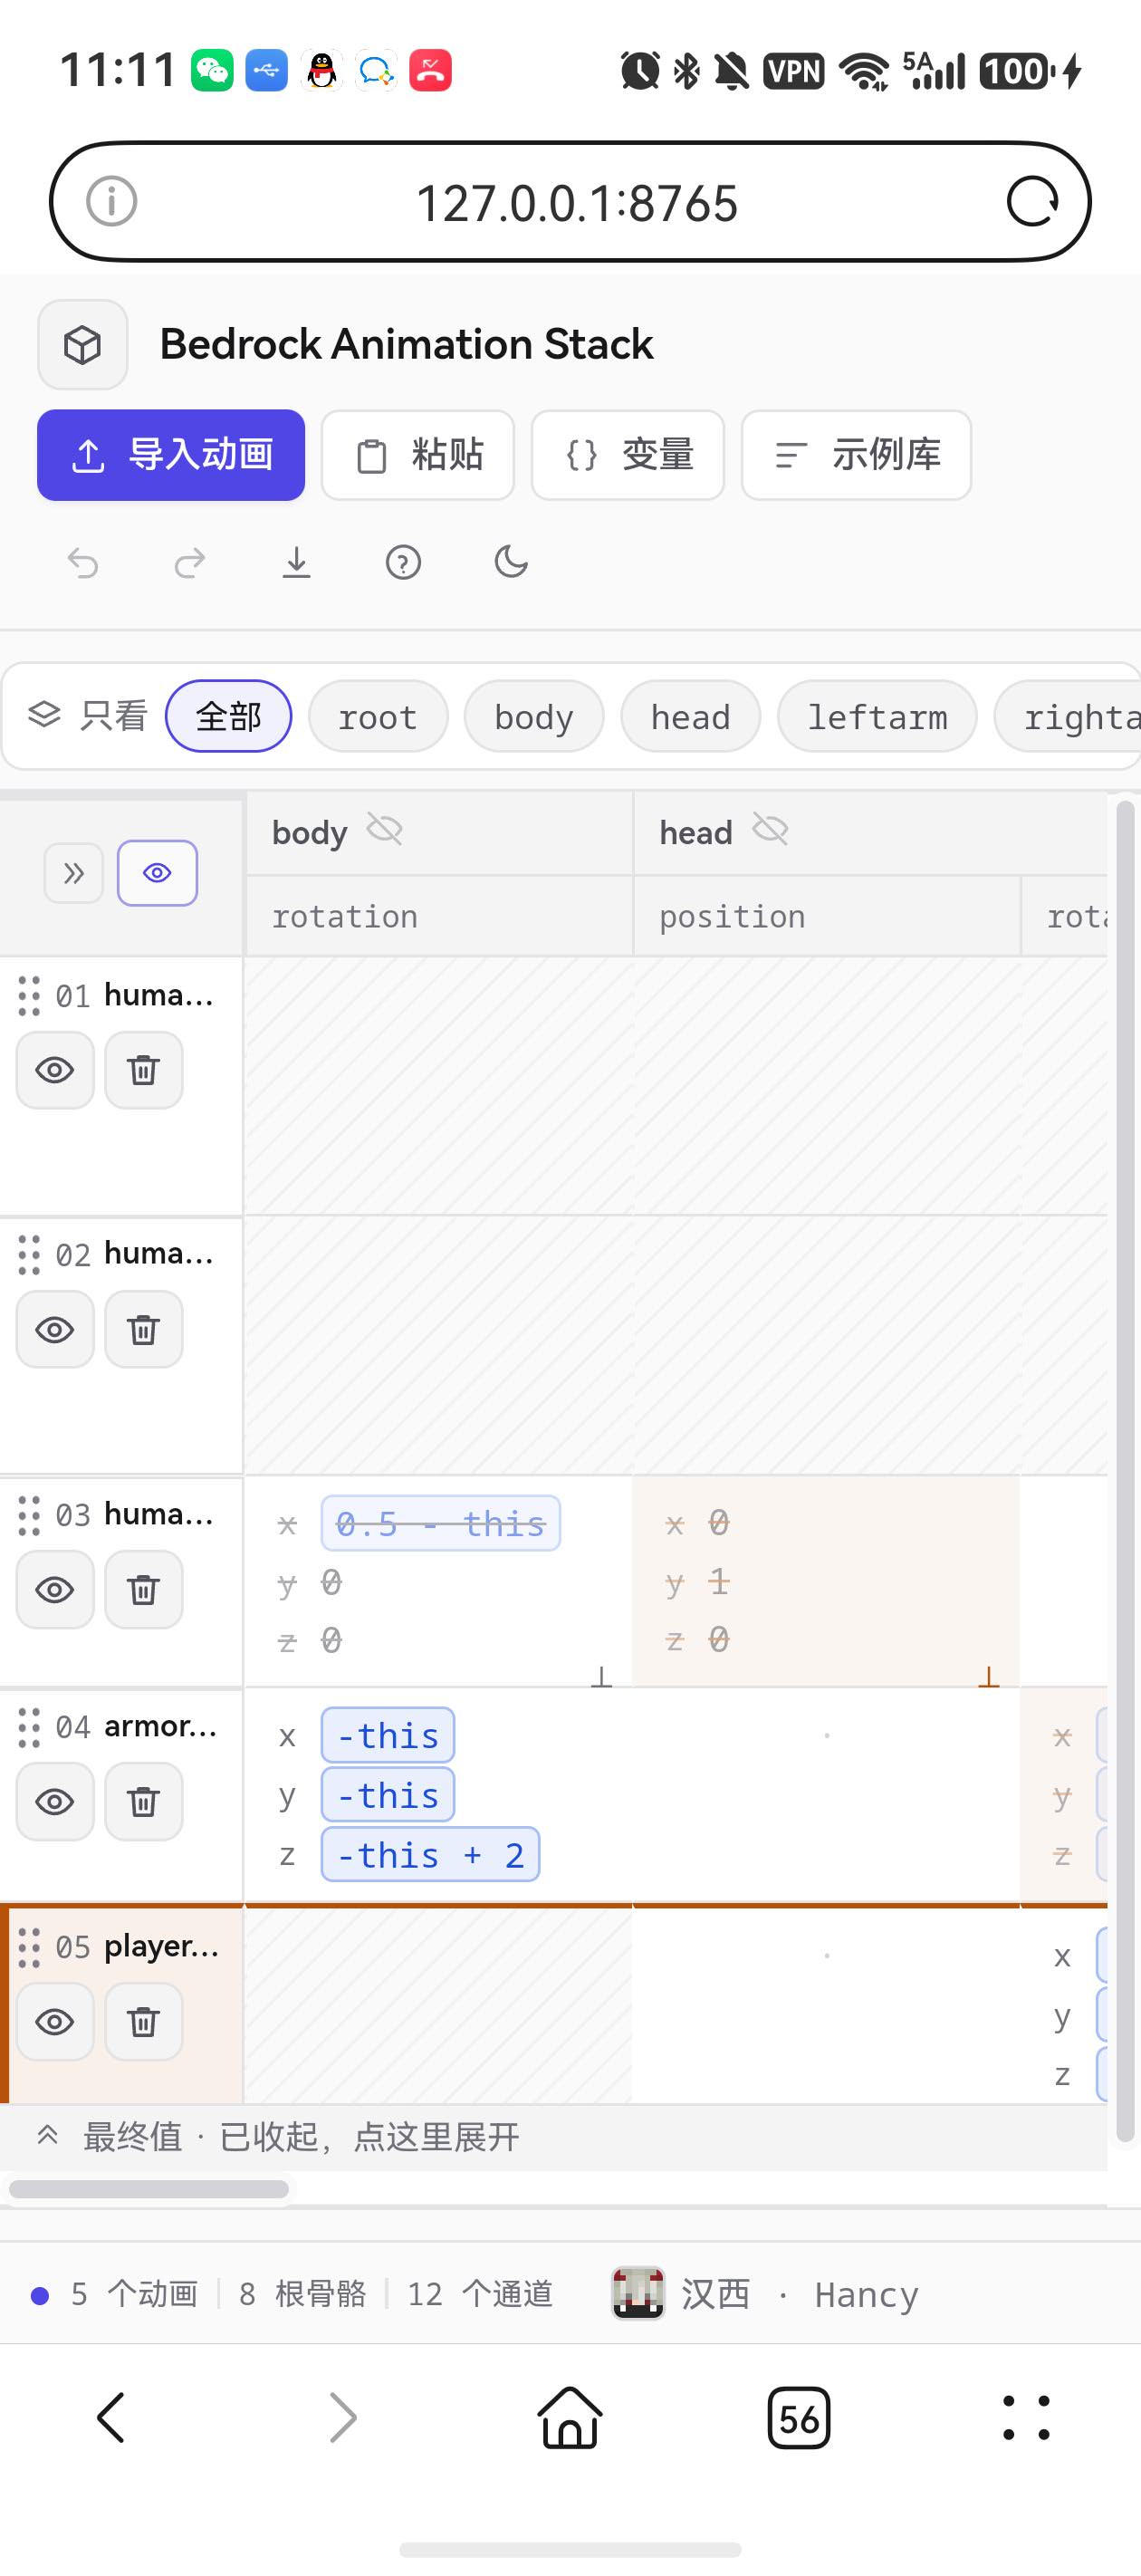 11:11 VPN 5A 100
127.0.0.1:8765
Bedrock Animation Stack
导入动画 粘贴 {} 变量 示例库
只看 全部 root body head leftarm righta
body head
rotation position rota
01 huma...
02 huma...
03 huma... x 0.5 - this x 0
y 0 y 1
z 0 z 0
04 armor... x -this x
y -this y
z -this + 2 z
05 player... x
y
z
最终值 · 已收起，点这里展开
5 个动画 8 根骨骼 12 个通道 汉西 · Hancy
56